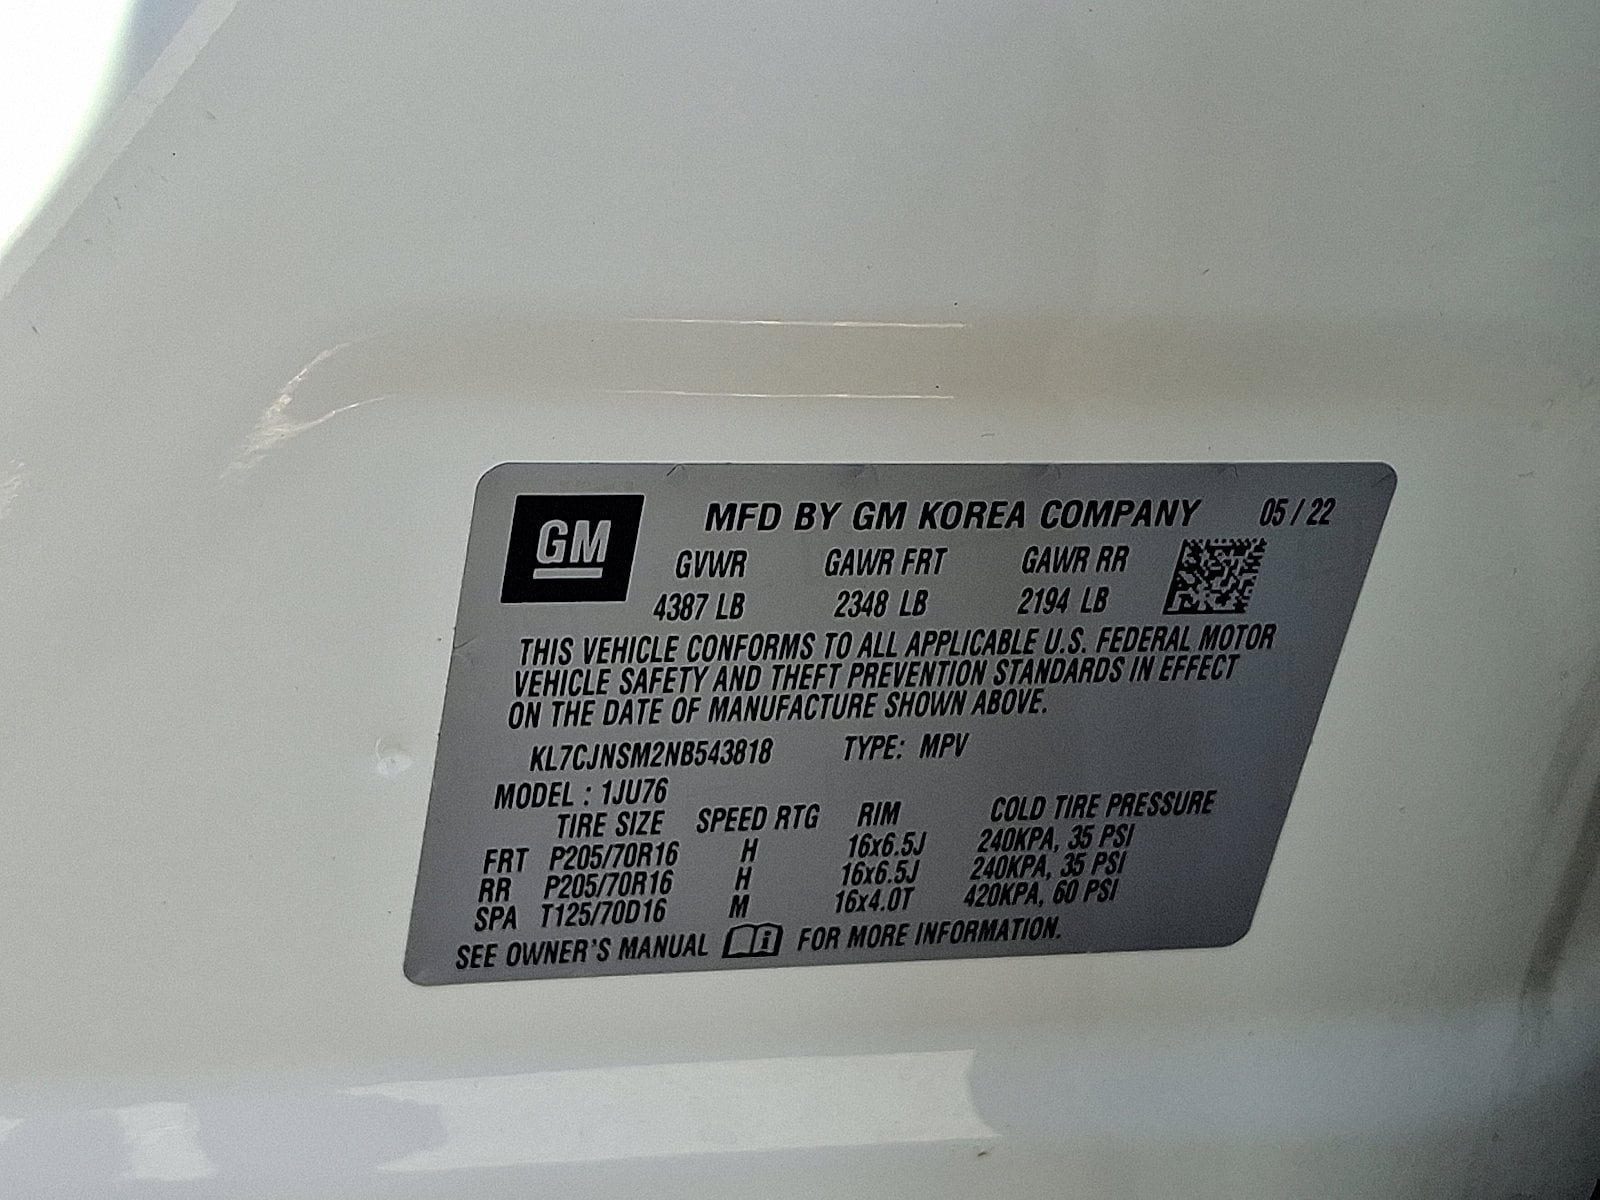 GM
MFD BY GM KOREA COMPANY 05/22
GVWR GAWR FRT GAWR RR
4387 LB 2348 LB 2194 LB
THIS VEHICLE CONFORMS TO ALL APPLICABLE U.S. FEDERAL MOTOR
VEHICLE SAFETY AND THEFT PREVENTION STANDARDS IN EFFECT
ON THE DATE OF MANUFACTURE SHOWN ABOVE.
KL7CJNSM2NB543818 TYPE: MPV
MODEL : 1JU76
TIRE SIZE SPEED RTG RIM COLD TIRE PRESSURE
FRT P205/70R16 H 16x6.5J 240KPA, 35 PSI
RR P205/70R16 H 16x6.5J 240KPA, 35 PSI
SPA T125/70D16 M 16x4.0T 420KPA, 60 PSI
SEE OWNER'S MANUAL i FOR MORE INFORMATION.